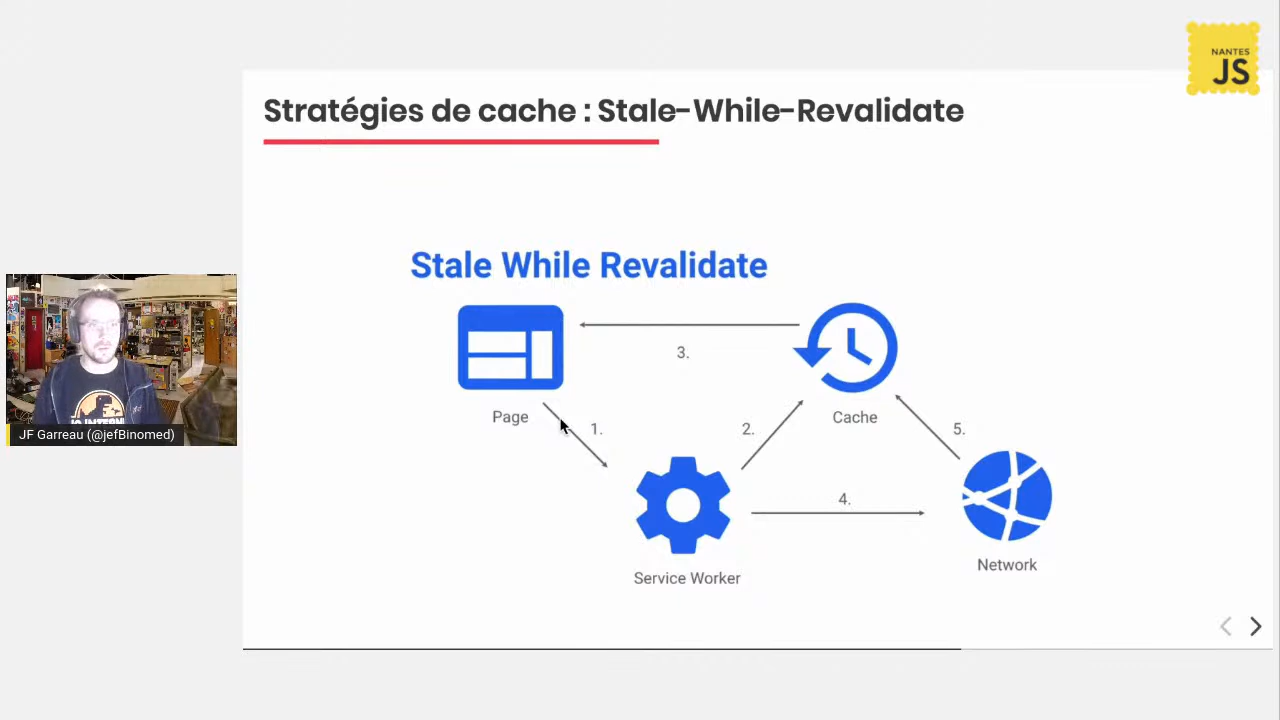 NANTES
JS
Stratégies de cache : Stale-While-Revalidate
Stale While Revalidate
3.
Page
1.
2.
Cache
5.
4.
Service Worker
Network
JF Garreau (@jefBinomed)